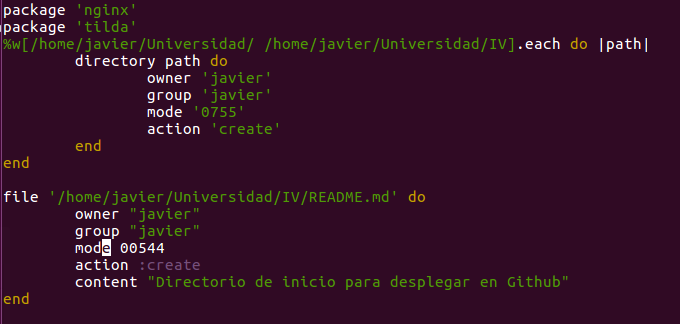 package 'nginx'
package 'tilda'
%w[/home/javier/Universidad/ /home/javier/Universidad/IV].each do |path|
        directory path do
                owner 'javier'
                group 'javier'
                mode '0755'
                action 'create'
        end
end

file '/home/javier/Universidad/IV/README.md' do
        owner "javier"
        group "javier"
        mode 00544
        action :create
        content "Directorio de inicio para desplegar en Github"
end